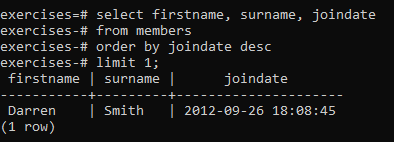 exercises=# select firstname, surname, joindate
exercises-# from members
exercises-# order by joindate desc
exercises-# limit 1;
 firstname | surname |      joindate
-----------+---------+---------------------
 Darren    | Smith   | 2012-09-26 18:08:45
(1 row)